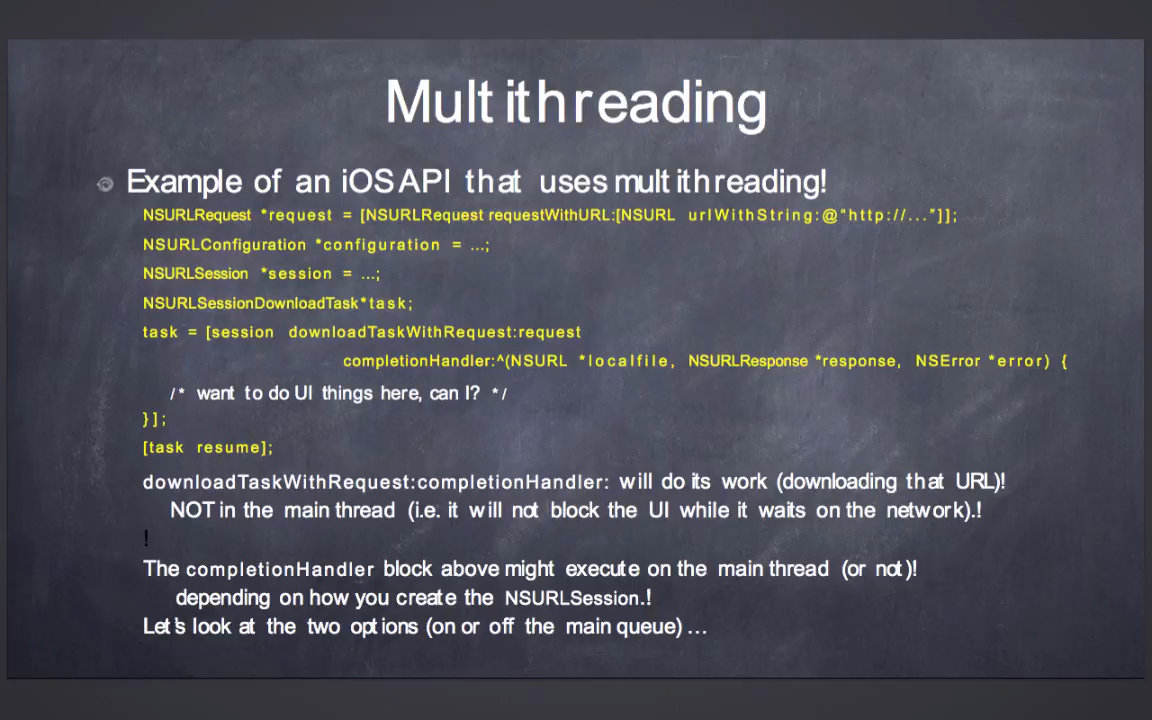 Multithreading
Example of an iOS API that uses multithreading!
NSURLRequest *request = [NSURLRequest requestWithURL:[NSURL urlWithString:@"http://..."]];
NSURLConfiguration *configuration = ...;
NSURLSession *session = ...;
NSURLSessionDownloadTask *task;
task = [session downloadTaskWithRequest:request
completionHandler:^(NSURL *localfile, NSURLResponse *response, NSError *error) {
/* want to do UI things here, can I? */
}];
[task resume];
downloadTaskWithRequest:completionHandler: will do its work (downloading that URL)!
NOT in the main thread (i.e. it will not block the UI while it waits on the network).!
!
The completionHandler block above might execute on the main thread (or not)!
depending on how you create the NSURLSession.!
Let's look at the two options (on or off the main queue) ...